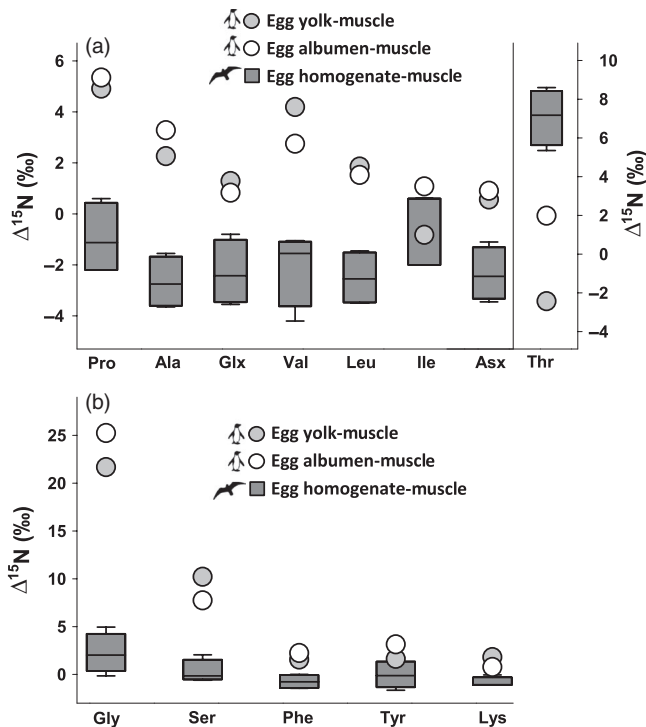 (a)
Egg yolk-muscle
Egg albumen-muscle
Egg homogenate-muscle
Δ¹⁵N (‰)
6
4
2
0
−2
−4
10
8
6
4
2
0
−2
−4
Δ¹⁵N (‰)
Pro Ala Glx Val Leu Ile Asx Thr
(b)
Egg yolk-muscle
Egg albumen-muscle
Egg homogenate-muscle
Δ¹⁵N (‰)
25
20
15
10
5
0
Gly Ser Phe Tyr Lys